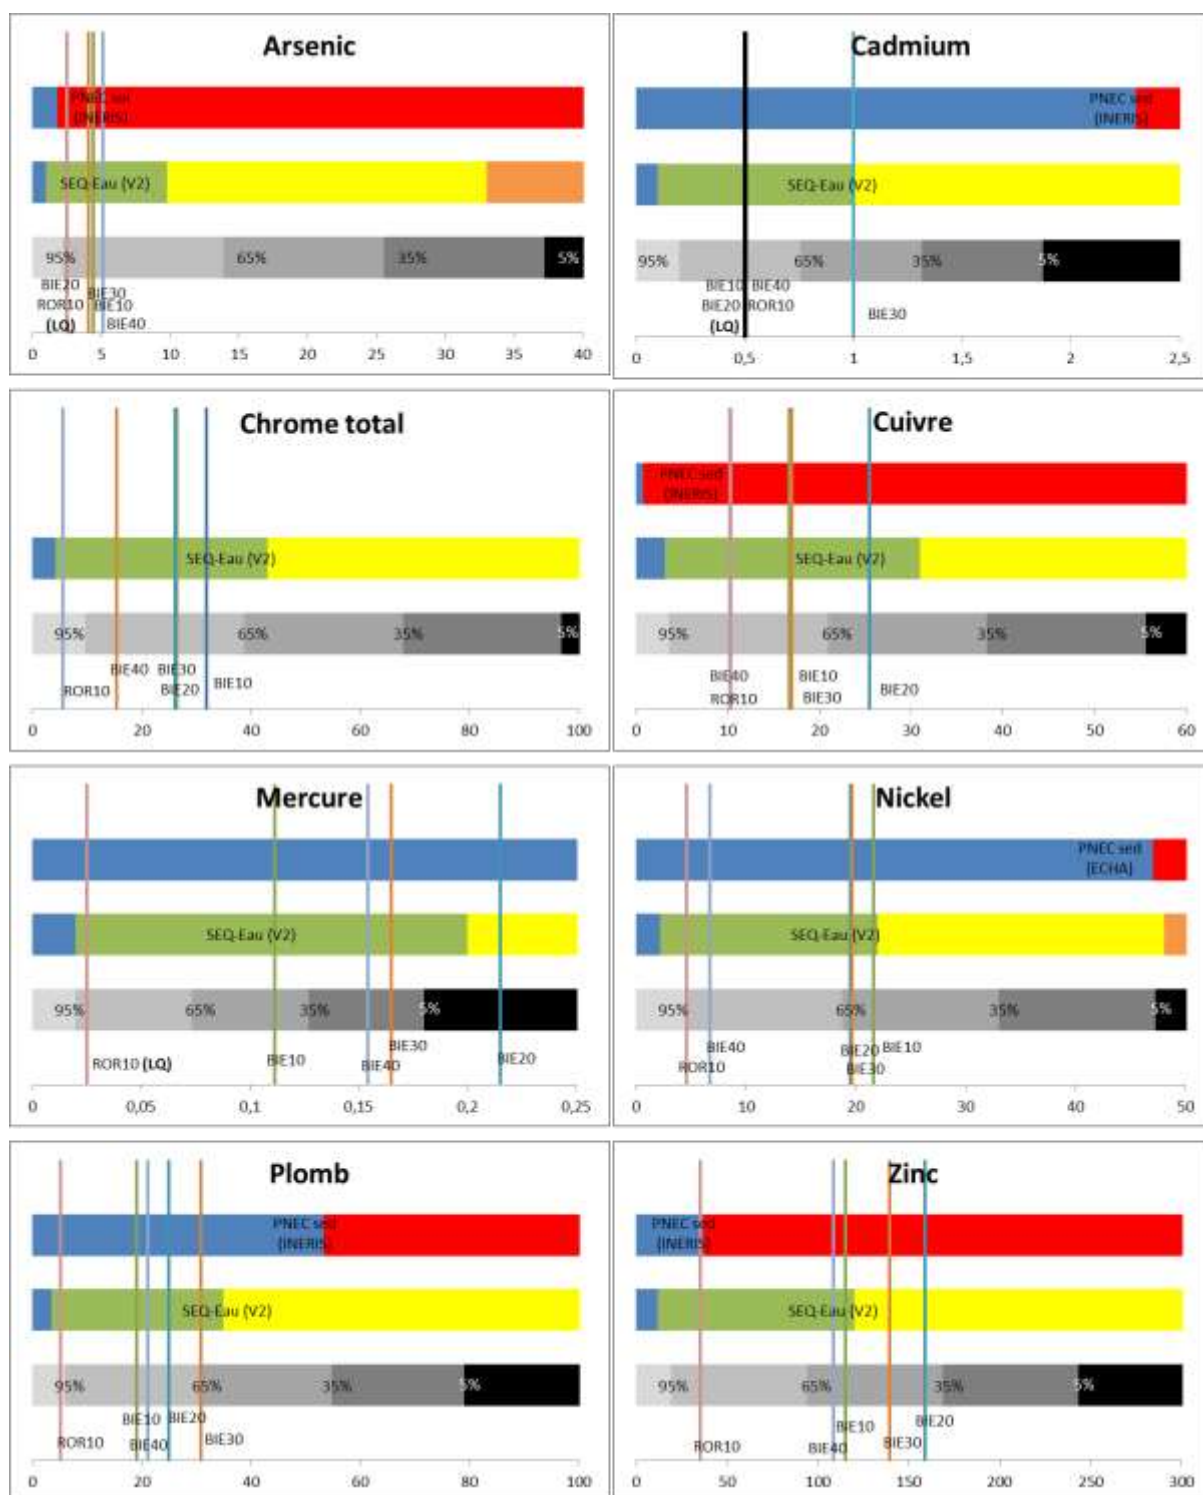 Arsenic
PNEC sol
(INERIS)
SEQ-Eau (V2)
95% 65% 35% 5%
BIE20 BIE30
ROR10 BIE10
(LQ) BIE40
0 5 10 15 20 25 30 35 40
Cadmium
PNEC sed
(INERIS)
SEQ-Eau (V2)
95% 65% 35% 5%
BIE10 BIE40
BIE20 ROR10
(LQ) BIE30
0 0,5 1 1,5 2 2,5
Chrome total
SEQ-Eau (V2)
95% 65% 35% 5%
BIE40 BIE30
ROR10 BIE20 BIE10
0 20 40 60 80 100
Cuivre
PNEC sed
(INERIS)
SEQ-Eau (V2)
95% 65% 35% 5%
BIE40 BIE10
ROR10 BIE30 BIE20
0 10 20 30 40 50 60
Mercure
SEQ-Eau (V2)
95% 65% 35% 5%
ROR10 (LQ) BIE10 BIE40 BIE30 BIE20
0 0,05 0,1 0,15 0,2 0,25
Nickel
PNEC sed
(ECHA)
SEQ-Eau (V2)
95% 65% 35% 5%
BIE40 BIE20 BIE10
ROR10 BIE30
0 10 20 30 40 50
Plomb
PNEC sed
(INERIS)
SEQ-Eau (V2)
95% 65% 35% 5%
BIE10 BIE20
ROR10 BIE40 BIE30
0 20 40 60 80 100
Zinc
PNEC sed
(INERIS)
SEQ-Eau (V2)
95% 65% 35% 5%
BIE10 BIE20
ROR10 BIE40 BIE30
0 50 100 150 200 250 300